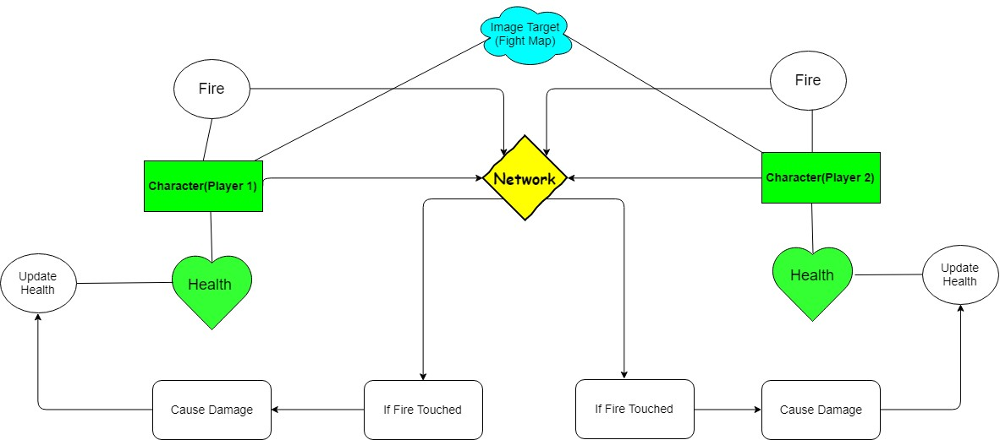 Image Target
(Fight Map)
Fire
Fire
Character(Player 1)
Network
Character(Player 2)
Update
Health
Health
Health
Update
Health
Cause Damage
If Fire Touched
If Fire Touched
Cause Damage